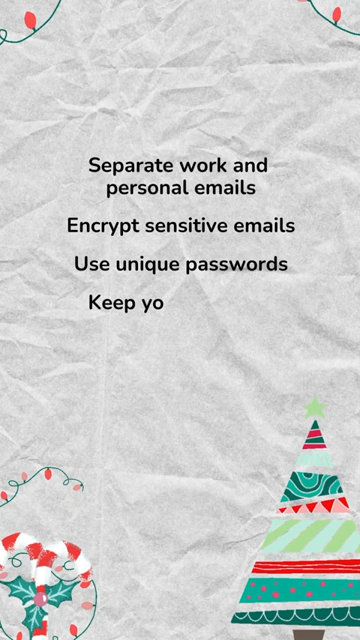 Separate work and
personal emails
Encrypt sensitive emails
Use unique passwords
Keep yo